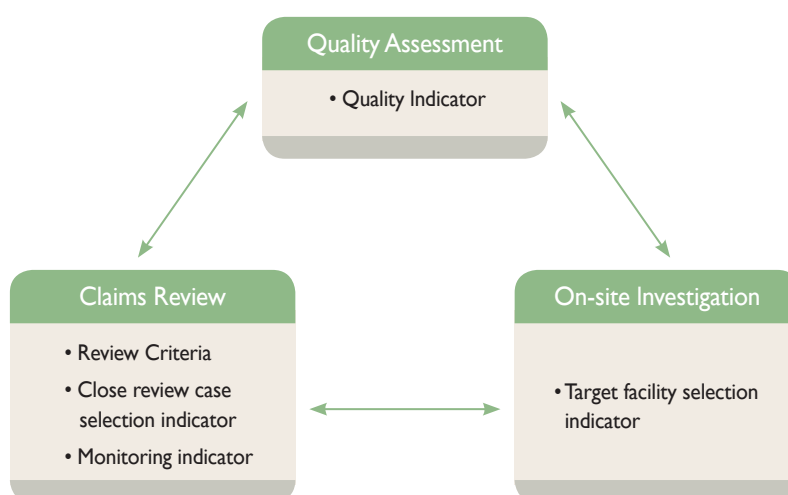 Quality Assessment
• Quality Indicator
Claims Review
• Review Criteria
• Close review case
selection indicator
• Monitoring indicator
On-site Investigation
• Target facility selection
indicator